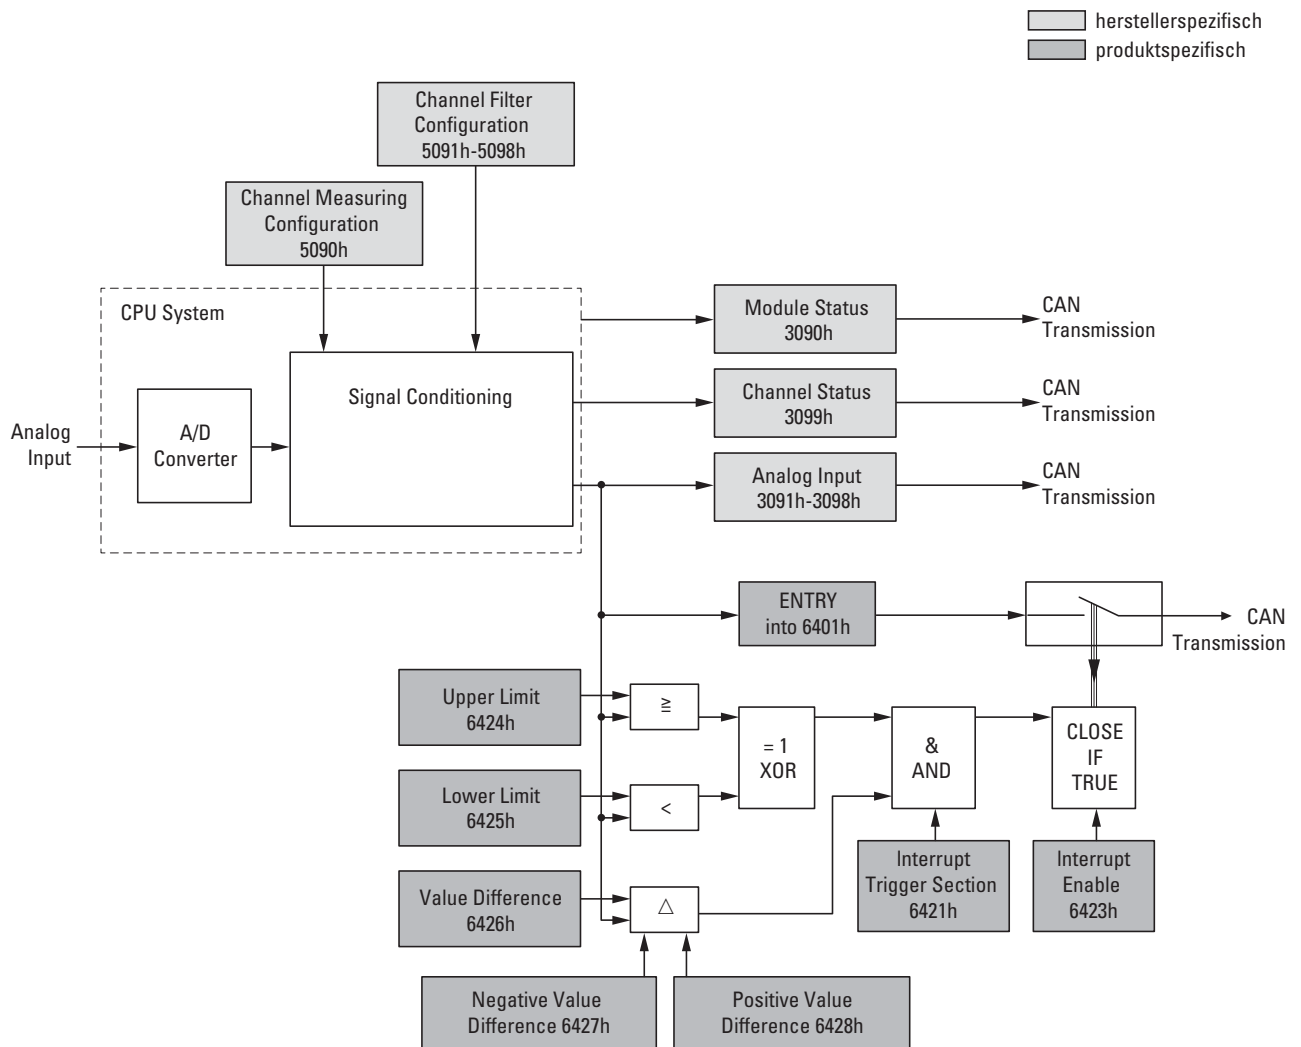 herstellerspezifisch
produktspezifisch
Channel Filter
Configuration
5091h-5098h
Channel Measuring
Configuration
5090h
CPU System
Module Status
3090h
CAN
Transmission
Signal Conditioning
Channel Status
3099h
CAN
Transmission
Analog
Input
A/D
Converter
Analog Input
3091h-3098h
CAN
Transmission
ENTRY
into 6401h
CAN
Transmission
Upper Limit
6424h
≧
= 1
XOR
&
AND
CLOSE
IF
TRUE
Lower Limit
6425h
<
Interrupt
Trigger Section
6421h
Interrupt
Enable
6423h
Value Difference
6426h
△
Negative Value
Difference 6427h
Positive Value
Difference 6428h